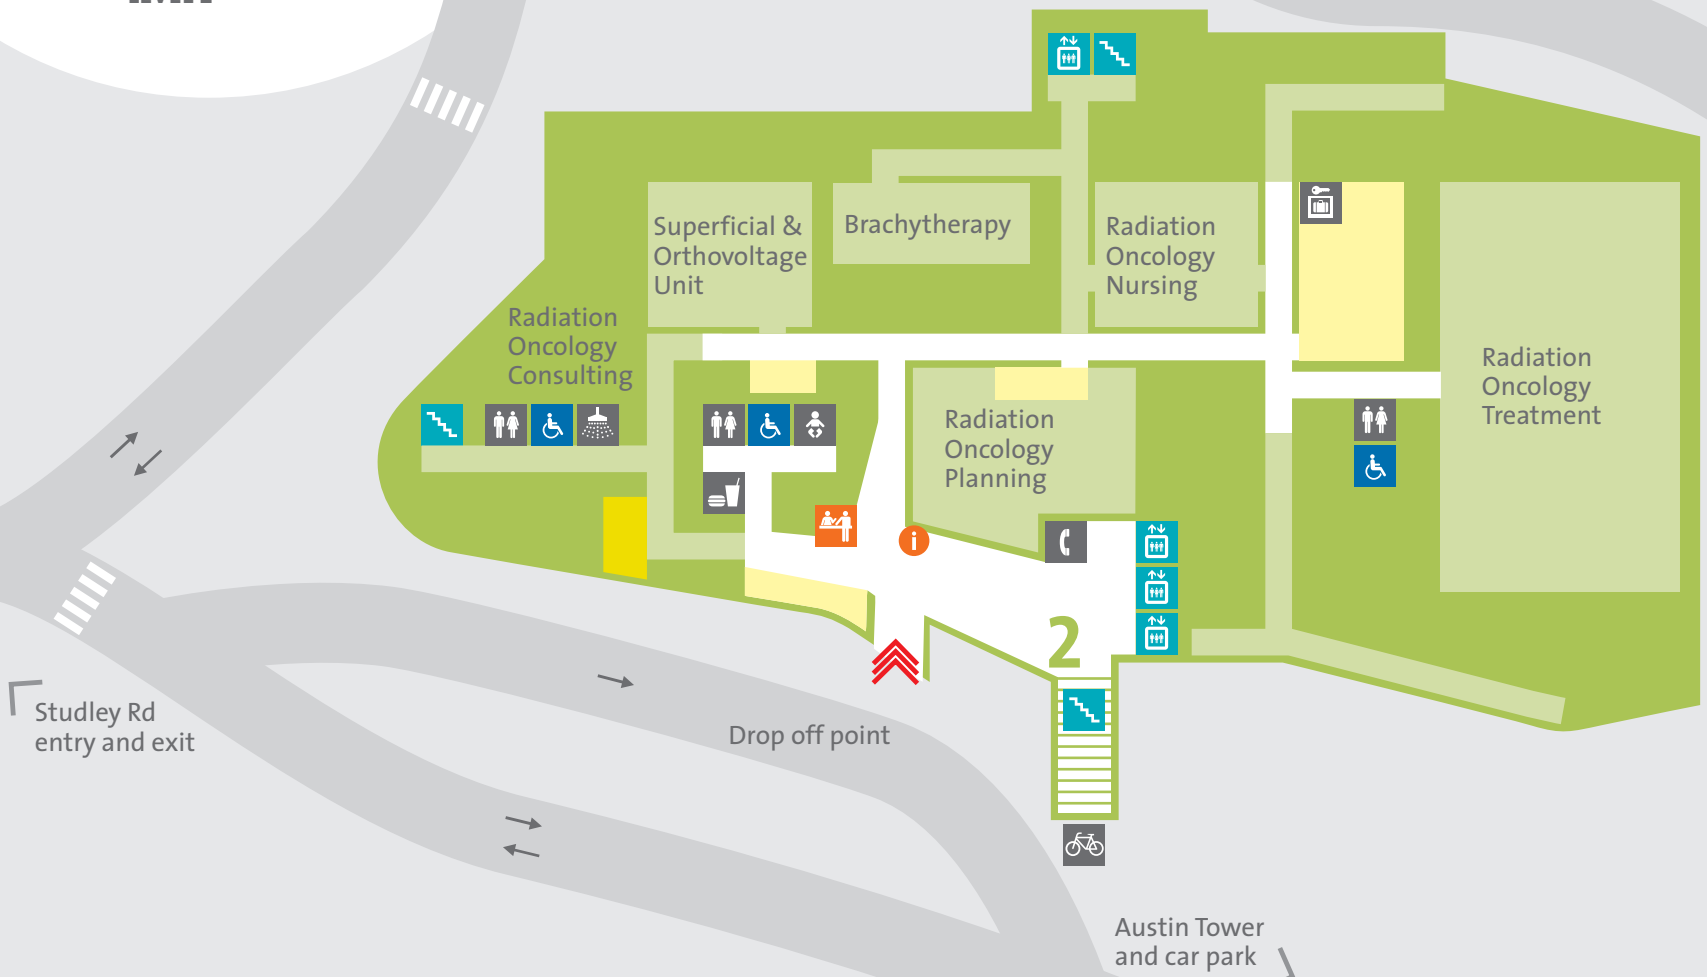 Superficial &
Orthovoltage
Unit
Brachytherapy
Radiation
Oncology
Nursing
Radiation
Oncology
Consulting
Radiation
Oncology
Treatment
Radiation
Oncology
Planning
i
2
Studley Rd
entry and exit
Drop off point
Austin Tower
and car park